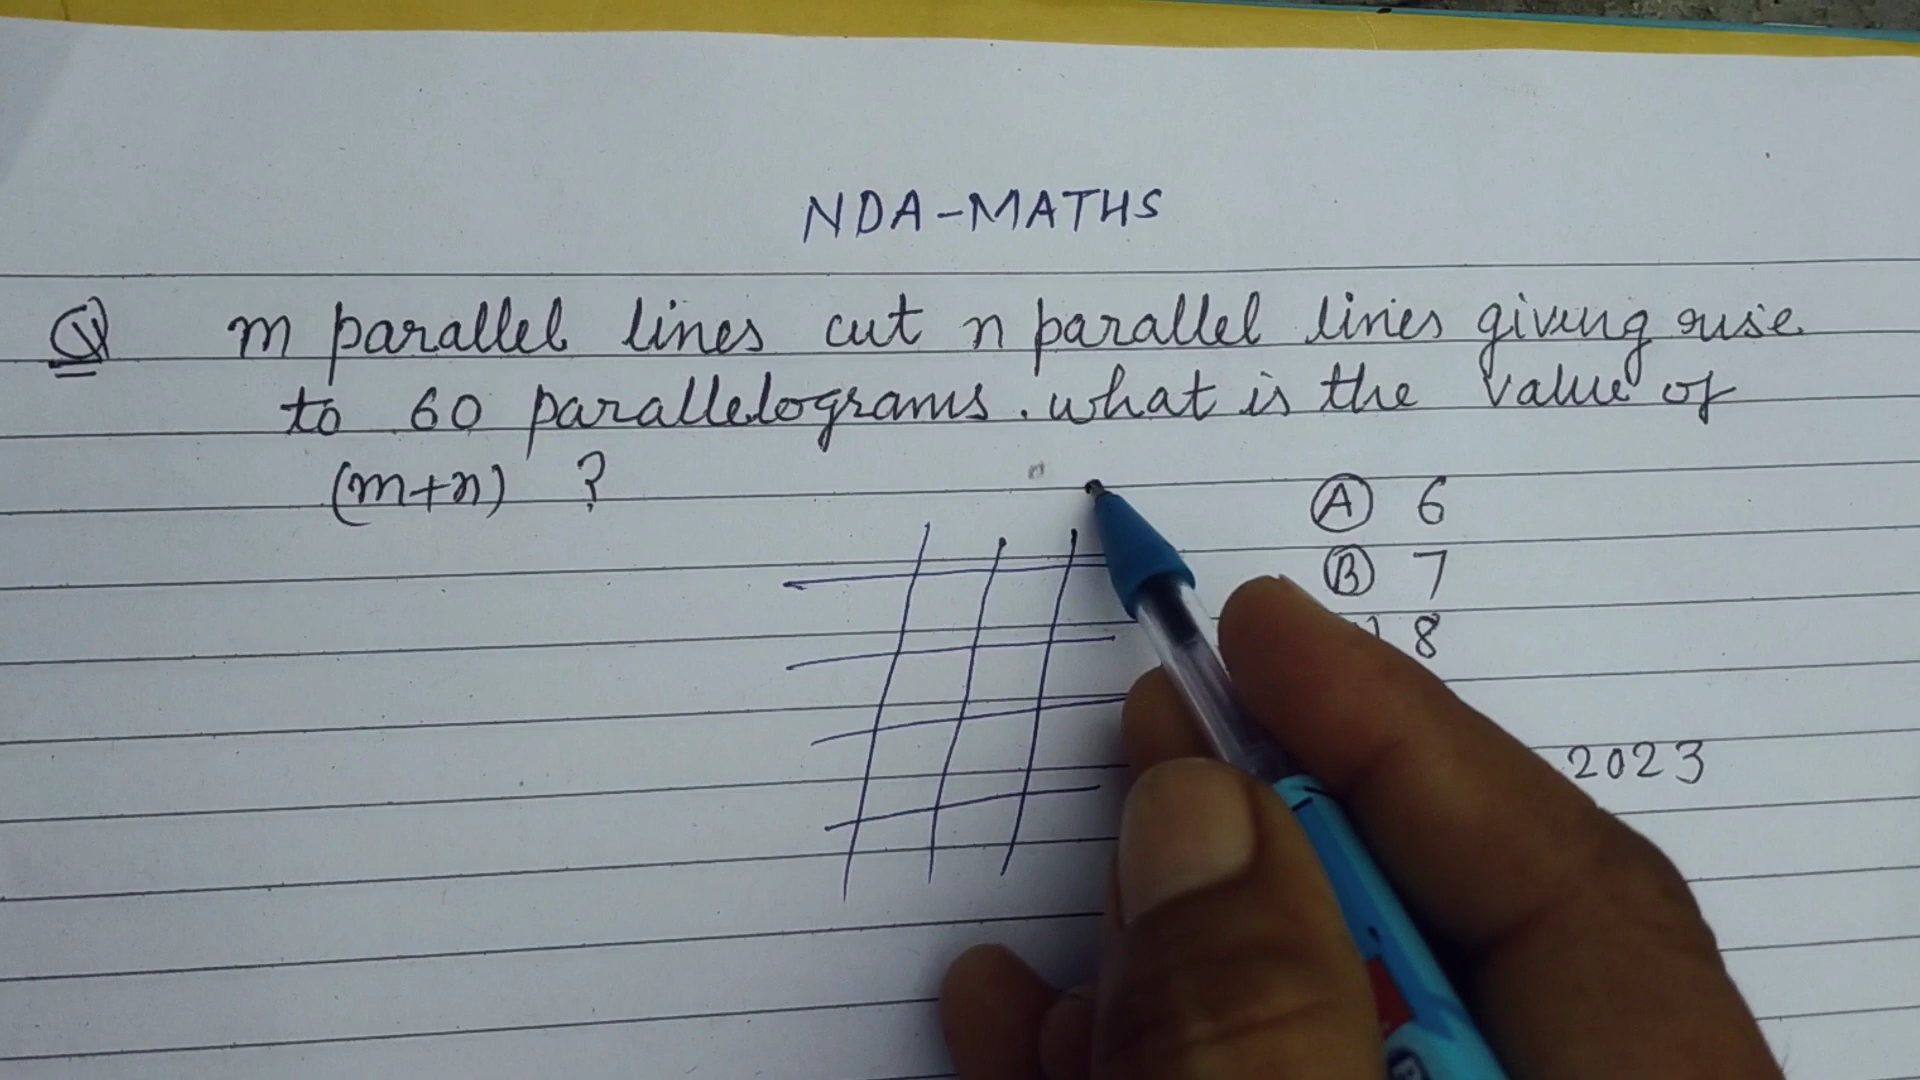 NDA-MATHS
Q m parallel lines cut n parallel lines giving rise
to 60 parallelograms. what is the value of
(m+n) ?
A 6
B 7
8
2023